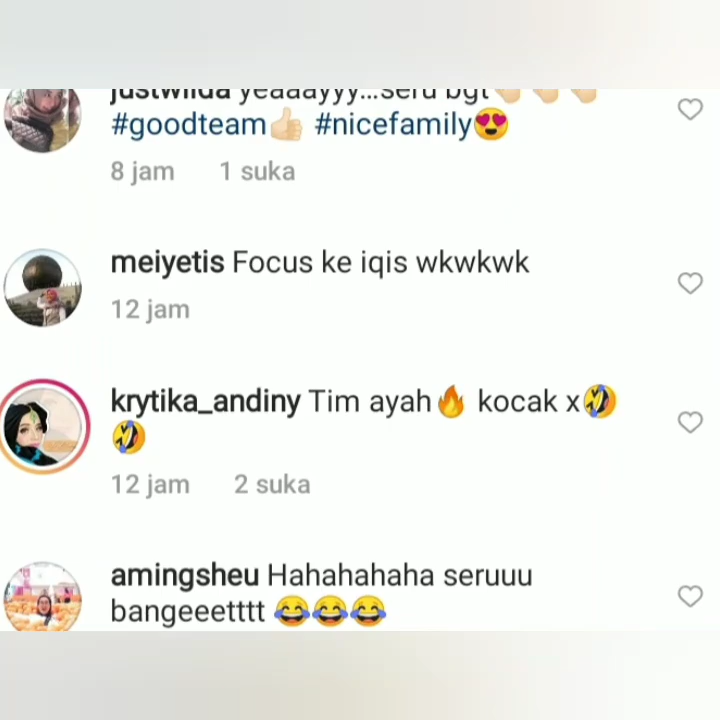 justwilda yeaaayyy...seru bgt👍🏻👍🏻👍🏻
#goodteam👍🏻 #nicefamily😍
8 jam 1 suka
meiyetis Focus ke iqis wkwkwk
12 jam
krytika_andiny Tim ayah🔥 kocak x🤣
🤣
12 jam 2 suka
amingsheu Hahahahaha seruuu
bangeeetttt 😂😂😂